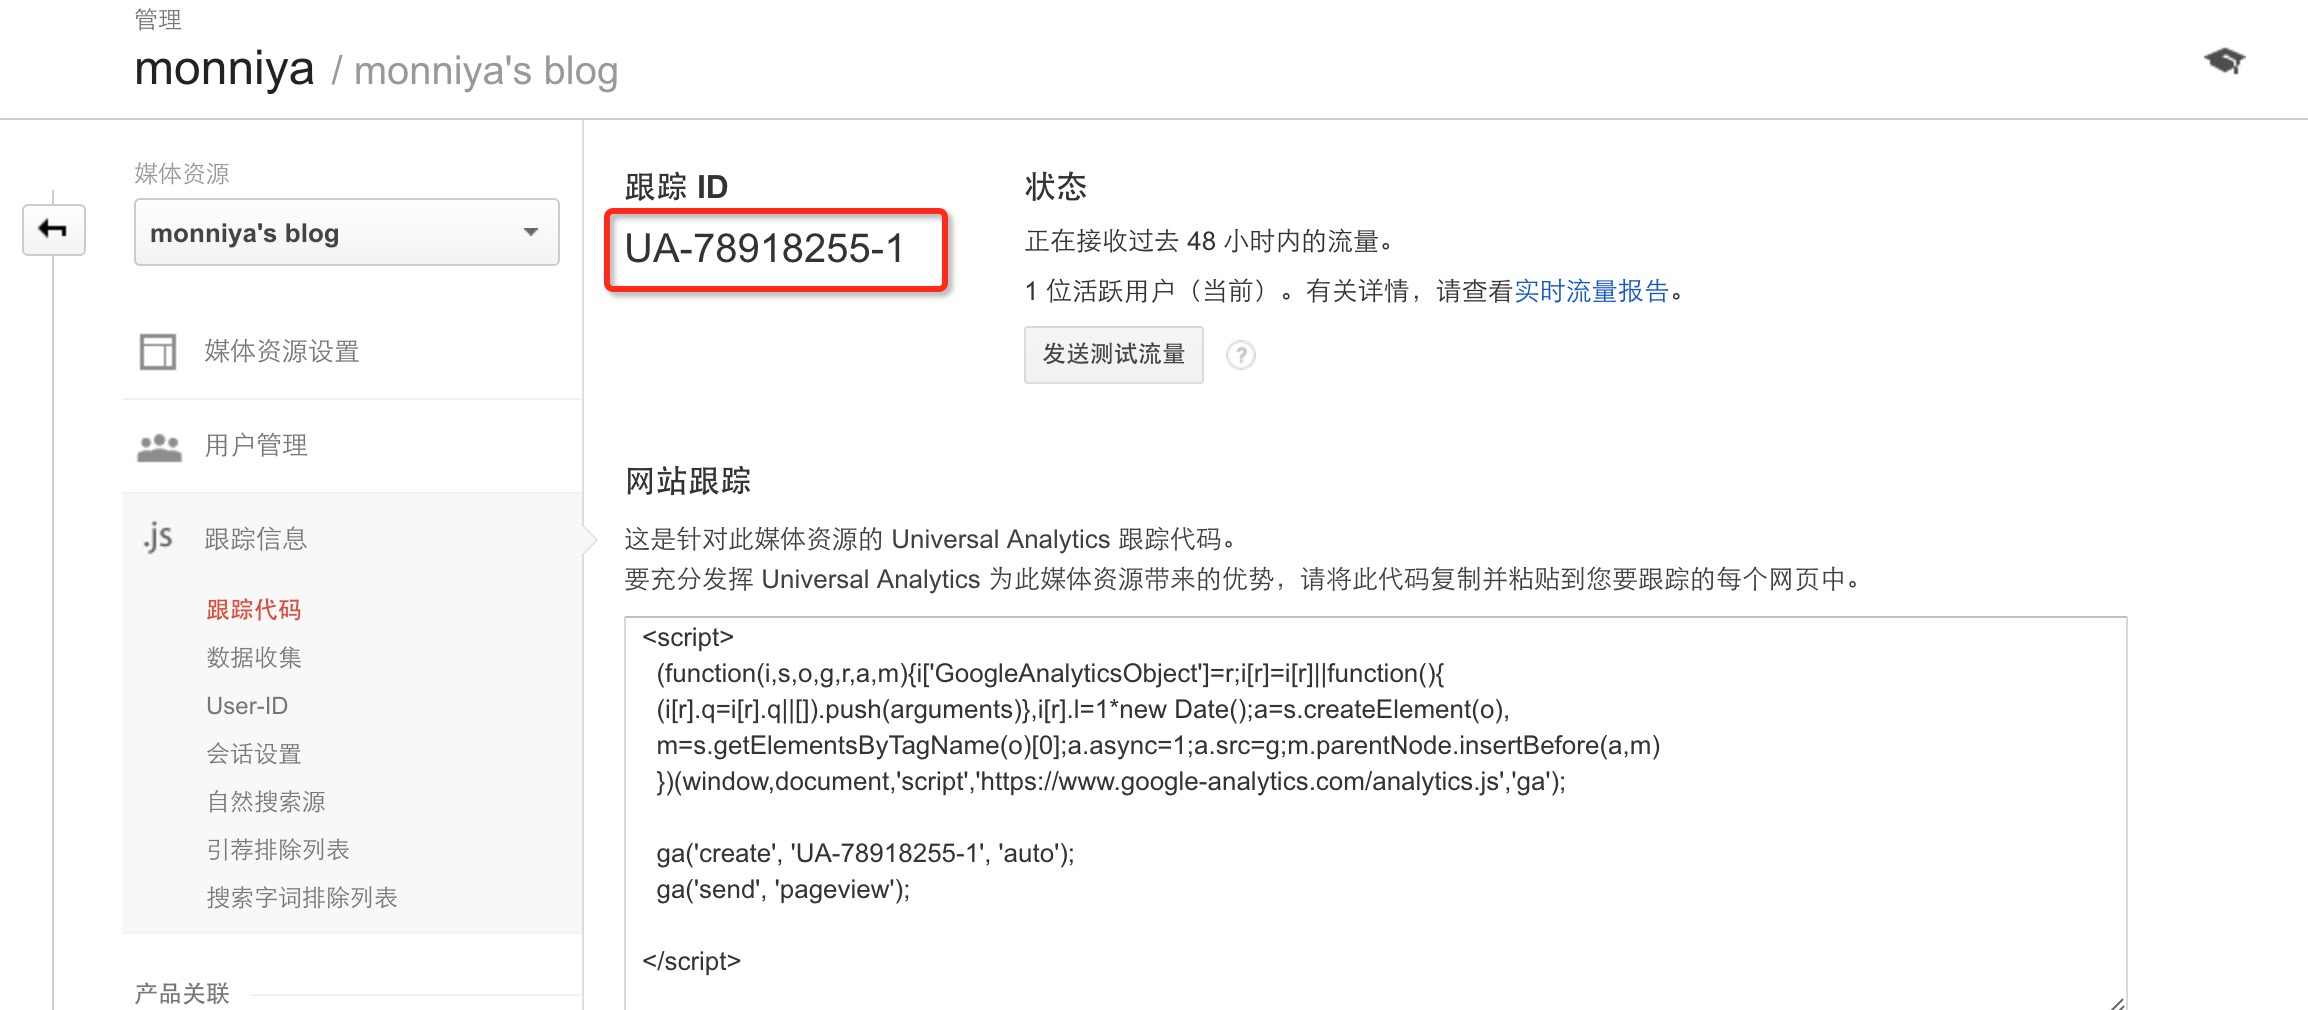 管理
monniya / monniya's blog
媒体资源
monniya's blog
媒体资源设置
用户管理
.js 跟踪信息
跟踪代码
数据收集
User-ID
会话设置
自然搜索源
引荐排除列表
搜索字词排除列表
产品关联
跟踪 ID
UA-78918255-1
状态
正在接收过去 48 小时内的流量。
1 位活跃用户（当前）。有关详情，请查看实时流量报告。
发送测试流量 ?
网站跟踪
这是针对此媒体资源的 Universal Analytics 跟踪代码。
要充分发挥 Universal Analytics 为此媒体资源带来的优势，请将此代码复制并粘贴到您要跟踪的每个网页中。
<script>
(function(i,s,o,g,r,a,m){i['GoogleAnalyticsObject']=r;i[r]=i[r]||function(){
(i[r].q=i[r].q||[]).push(arguments)},i[r].l=1*new Date();a=s.createElement(o),
m=s.getElementsByTagName(o)[0];a.async=1;a.src=g;m.parentNode.insertBefore(a,m)
})(window,document,'script','https://www.google-analytics.com/analytics.js','ga');
ga('create', 'UA-78918255-1', 'auto');
ga('send', 'pageview');
</script>